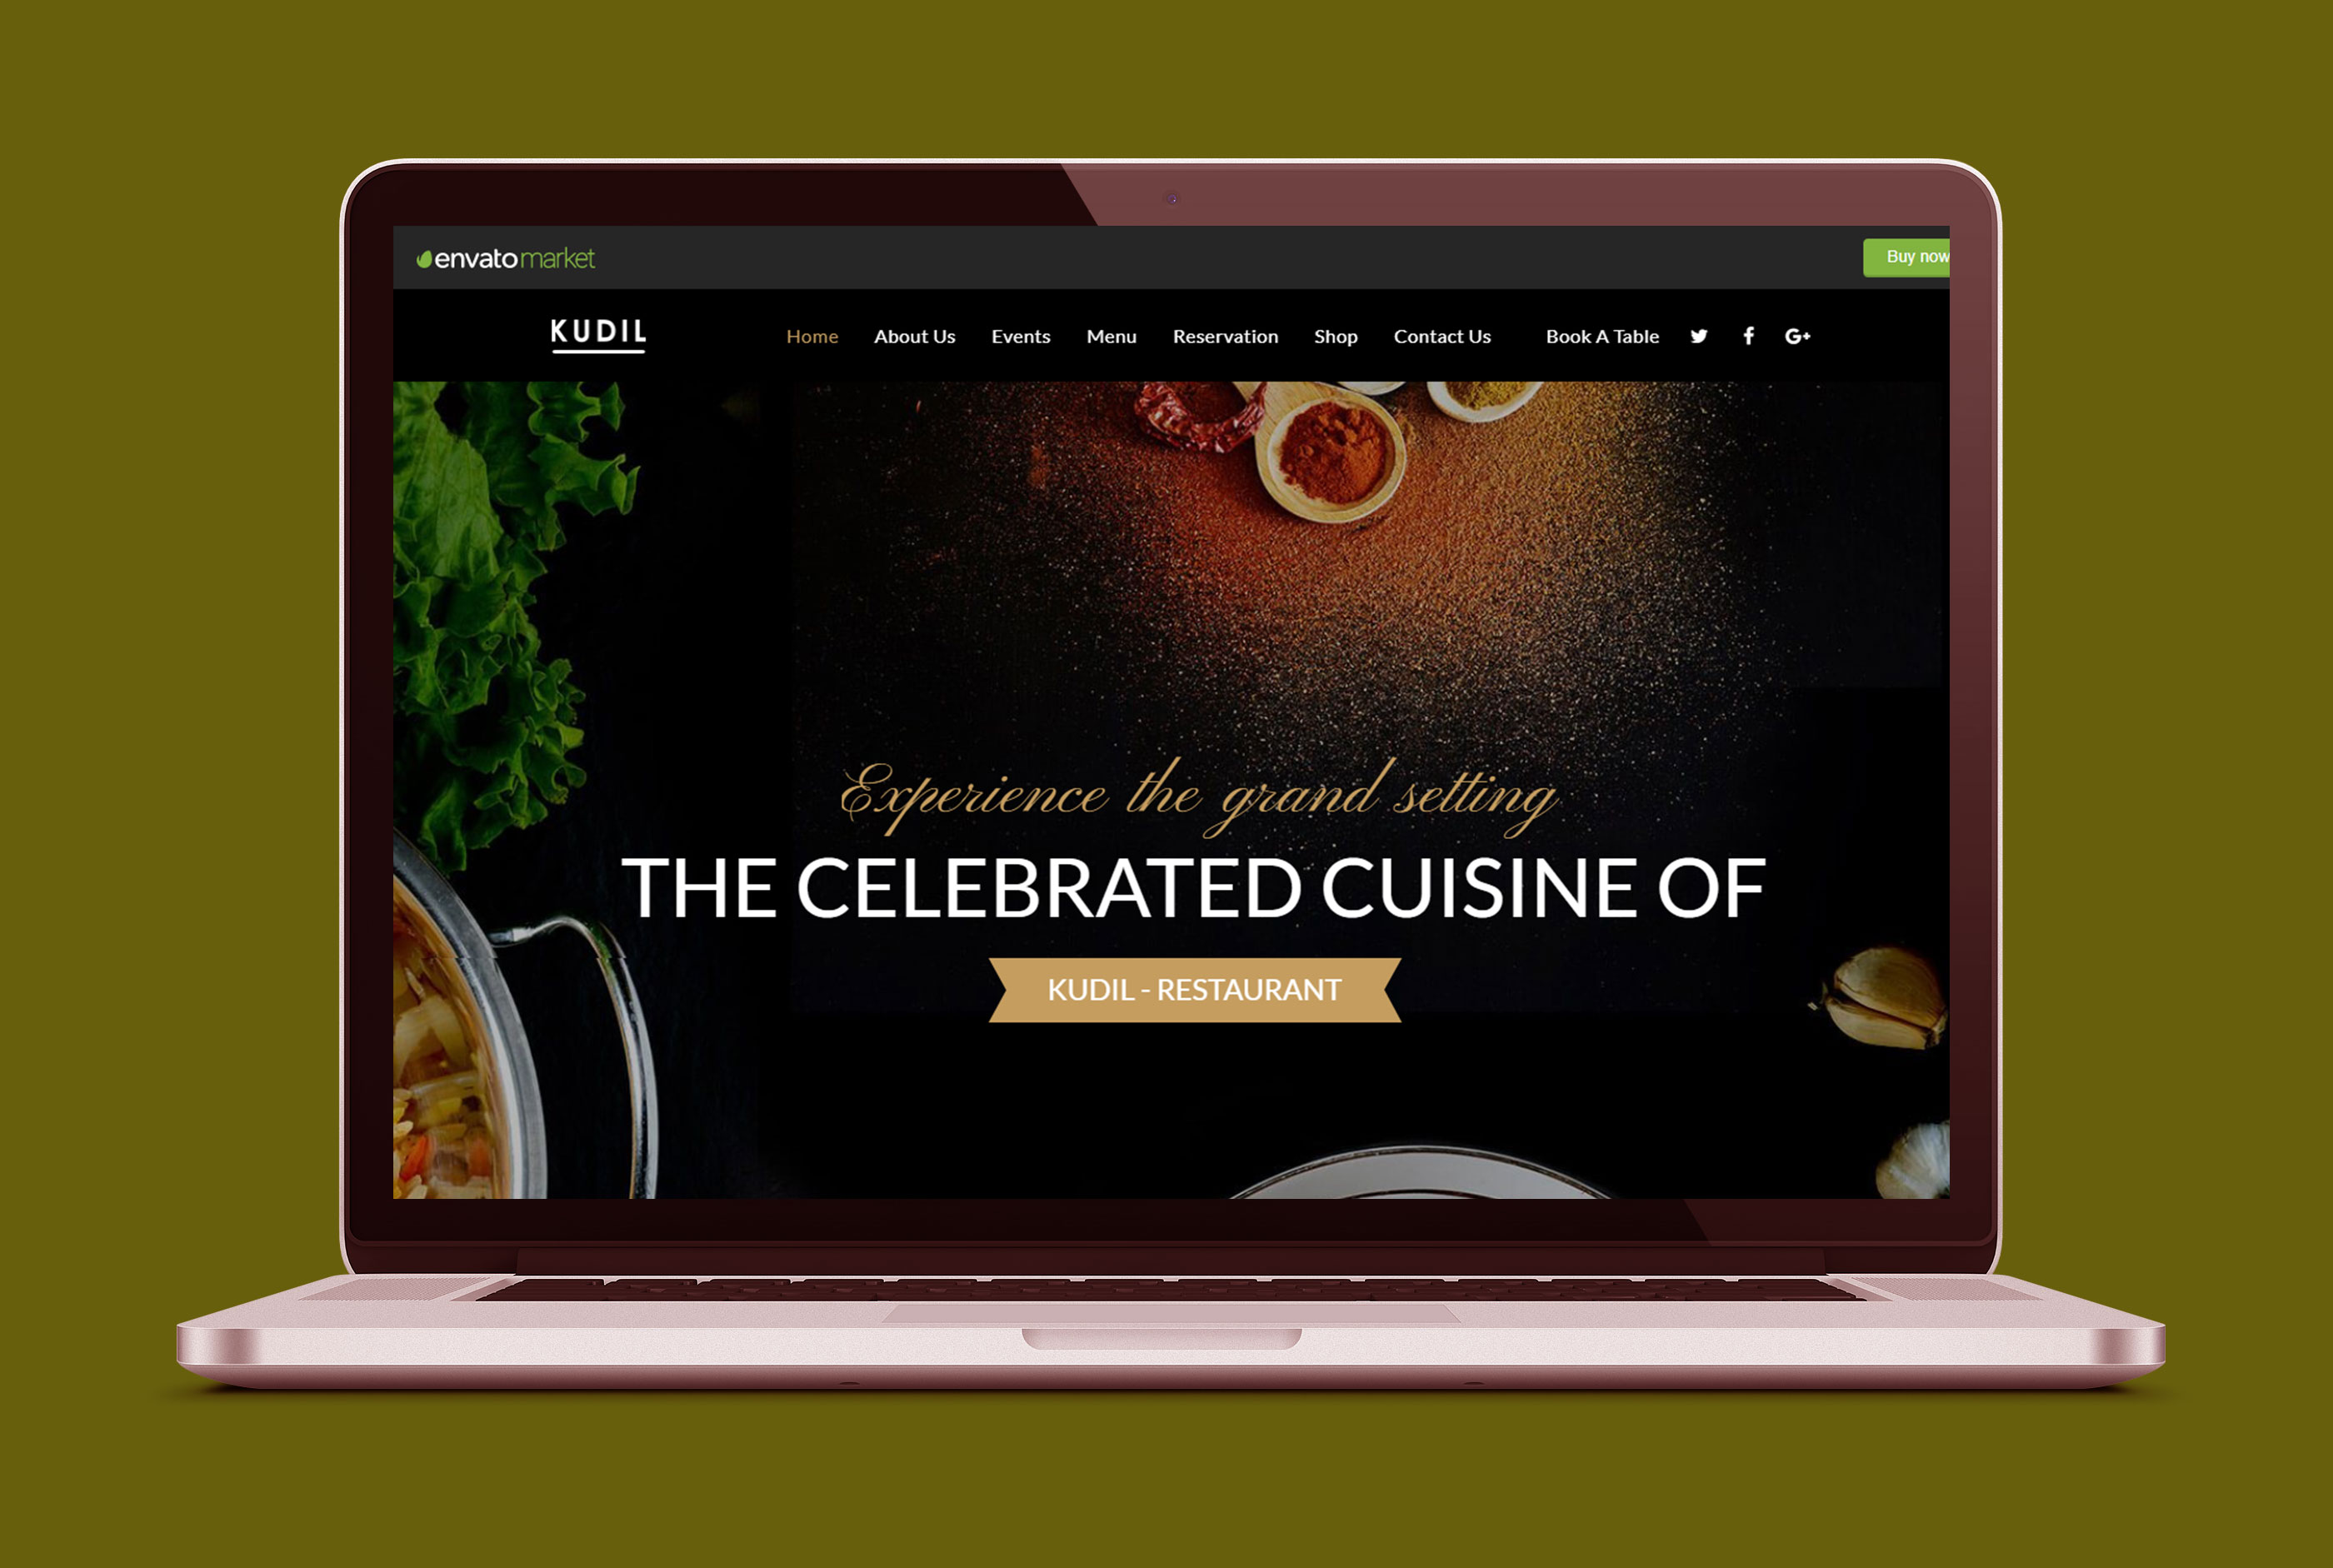 envatomarket
Buy now
KUDIL
Home About Us Events Menu Reservation Shop Contact Us Book A Table
Experience the grand setting
THE CELEBRATED CUISINE OF
KUDIL - RESTAURANT